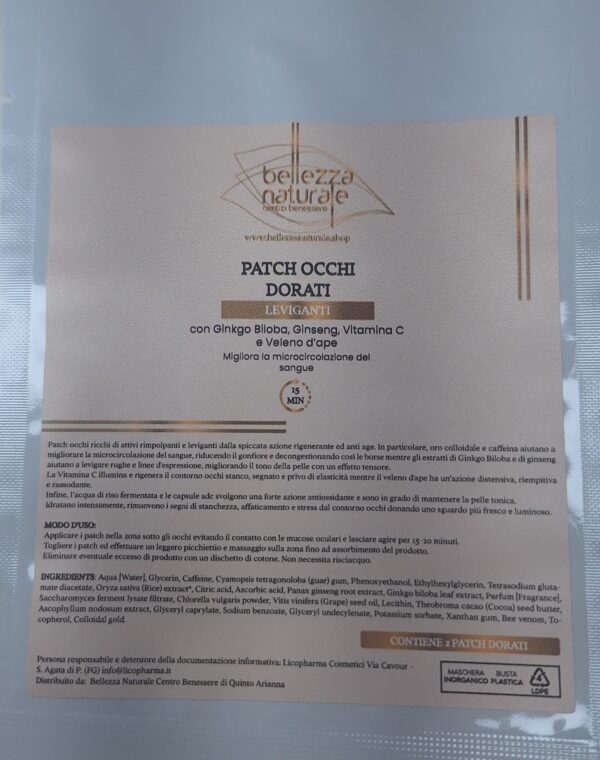 bellezza
naturale
centri benessere
www.bellezzanaturale.shop
PATCH OCCHI
DORATI
LEVIGANTI
con Ginkgo Biloba, Ginseng, Vitamina C
e Veleno d'ape
Migliora la microcircolazione del
sangue
15
MIN
Patch occhi ricchi di attivi rimpolpanti e leviganti dalla spiccata azione rigenerante ed anti age. In particolare, oro colloidale e caffeina aiutano a
migliorare la microcircolazione del sangue, riducendo il gonfiore e decongestionando così le borse mentre gli estratti di Ginkgo Biloba e di ginseng
aiutano a levigare rughe e linee d'espressione, migliorando il tono della pelle con un effetto tensore.
La Vitamina C illumina e rigenera il contorno occhi stanco, segnato e privo di elasticità mentre il veleno d'ape ha un'azione distensiva, riempitiva
e rassodante.
Infine, l'acqua di riso fermentata e le capsule adc svolgono una forte azione antiossidante e sono in grado di mantenere la pelle tonica.
Idratano intensamente, rimuovono i segni di stanchezza, affaticamento e stress dal contorno occhi donando uno sguardo più fresco e luminoso.
MODO D'USO:
Applicare i patch nella zona sotto gli occhi evitando il contatto con le mucose oculari e lasciare agire per 15-20 minuti.
Togliere i patch ed effettuare un leggero picchiettio e massaggio sulla zona fino ad assorbimento del prodotto.
Eliminare eventuale eccesso di prodotto con un dischetto di cotone. Non necessita risciacquo.
INGREDIENTS: Aqua [Water], Glycerin, Caffeine, Cyamopsis tetragonoloba (guar) gum, Phenoxyethanol, Ethylhexylglycerin, Tetrasodium gluta-
mate diacetate, Oryza sativa (Rice) extract*, Citric acid, Ascorbic acid, Panax ginseng root extract, Ginkgo biloba leaf extract, Parfum [Fragrance],
Saccharomyces ferment lysate filtrate, Chlorella vulgaris powder, Vitis vinifera (Grape) seed oil, Lecithin, Theobroma cacao (Cocoa) seed butter,
Ascophyllum nodosum extract, Glyceryl caprylate, Sodium benzoate, Glyceryl undecylenate, Potassium sorbate, Xanthan gum, Bee venom, To-
copherol, Colloidal gold.
CONTIENE 2 PATCH DORATI
Persona responsabile e detentore della documentazione informativa: Licopharma Cosmetici Via Cavour -
S. Agata di P. (FG) info@licopharma.it
Distribuito da: Bellezza Naturale Centro Benessere di Quinto Arianna
MASCHERA BUSTA
INORGANICO PLASTICA
4
LDPE